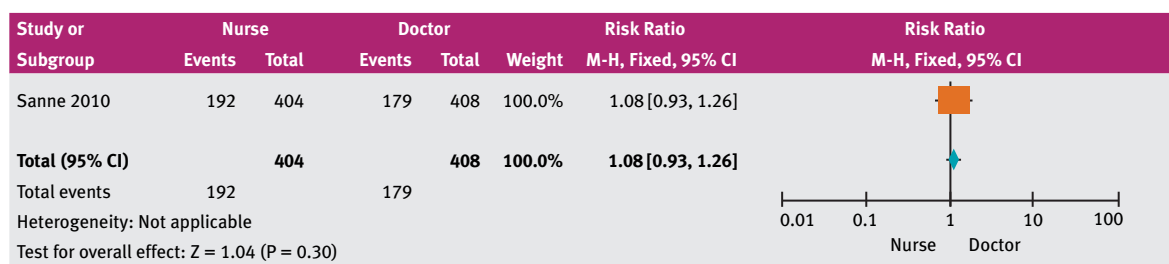 Study or Nurse Doctor Risk Ratio Risk Ratio
Subgroup Events Total Events Total Weight M-H, Fixed, 95% CI M-H, Fixed, 95% CI
Sanne 2010 192 404 179 408 100.0% 1.08 [0.93, 1.26]
Total (95% CI) 404 408 100.0% 1.08 [0.93, 1.26]
Total events 192 179
Heterogeneity: Not applicable
Test for overall effect: Z = 1.04 (P = 0.30)
0.01 0.1 1 10 100
Nurse Doctor